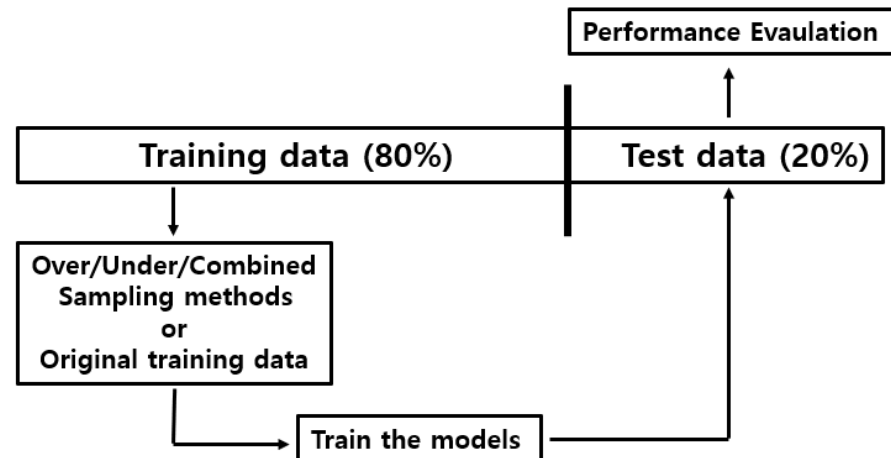 Performance Evaulation
Training data (80%)
Test data (20%)
Over/Under/Combined
Sampling methods
or
Original training data
Train the models